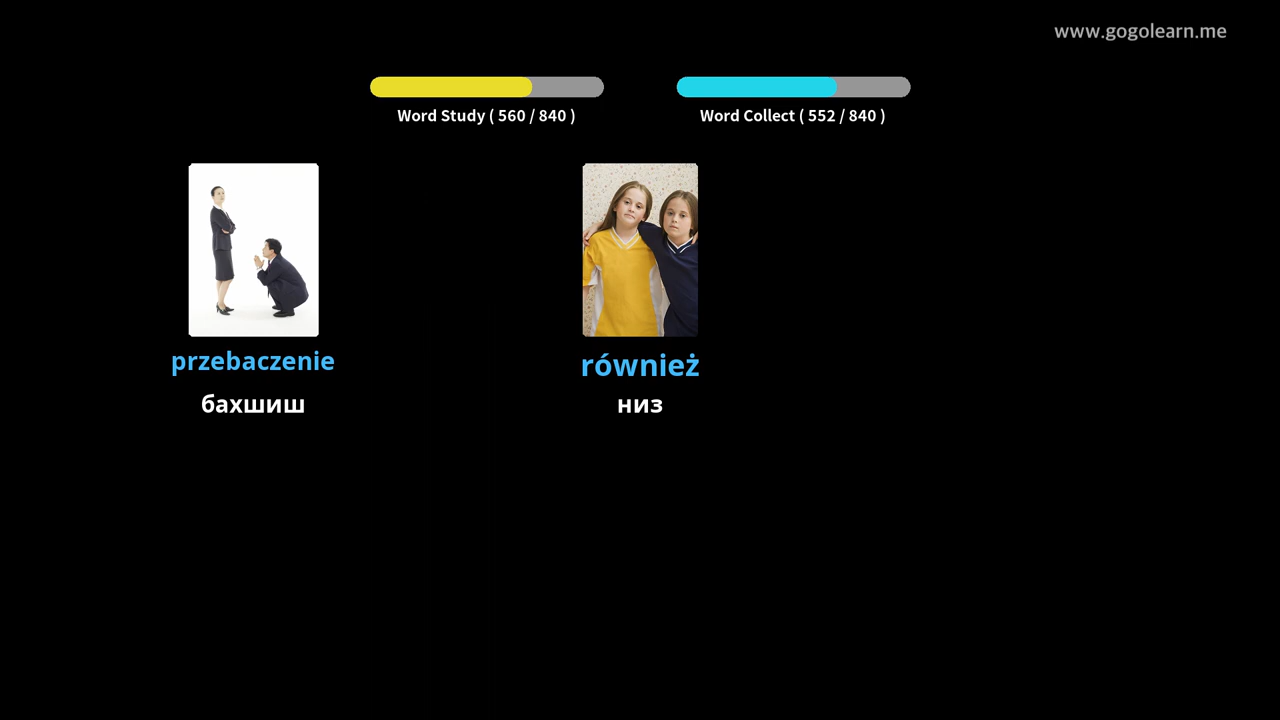 www.gogolearn.me
Word Study ( 560 / 840 )
Word Collect ( 552 / 840 )
przebaczenie
również
бахшиш
низ